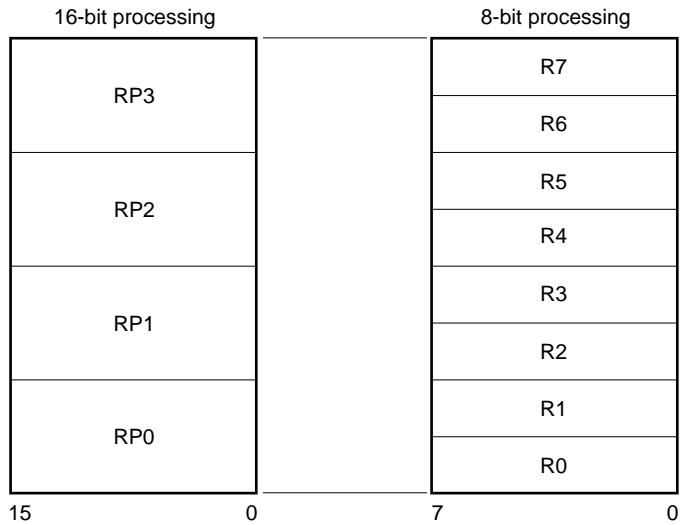 16-bit processing 8-bit processing
RP3
RP2
RP1
RP0
15 0
R7
R6
R5
R4
R3
R2
R1
R0
7 0